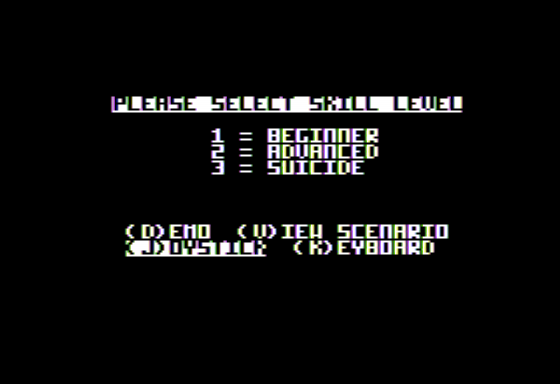 PLEASE SELECT SKILL LEVEL
1 = BEGINNER
2 = ADVANCED
3 = SUICIDE
(D)EMO (V)IEW SCENARIO
(J)OYSTICK (K)EYBOARD